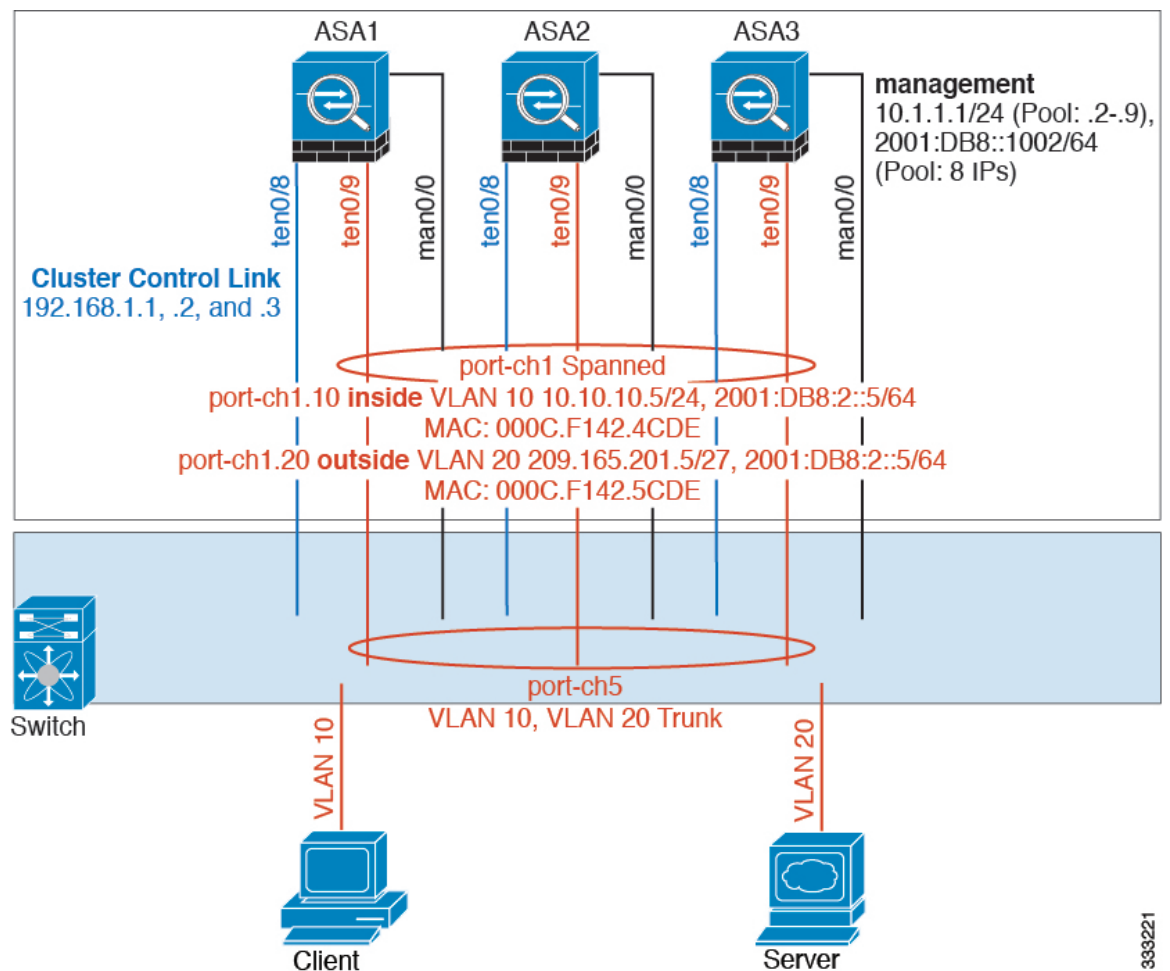 ASA1
ASA2
ASA3
management
10.1.1.1/24 (Pool: .2-.9),
2001:DB8::1002/64
(Pool: 8 IPs)
ten0/8
ten0/9
man0/0
ten0/8
ten0/9
man0/0
ten0/8
ten0/9
man0/0
Cluster Control Link
192.168.1.1, .2, and .3
port-ch1 Spanned
port-ch1.10 inside VLAN 10 10.10.10.5/24, 2001:DB8:2::5/64
MAC: 000C.F142.4CDE
port-ch1.20 outside VLAN 20 209.165.201.5/27, 2001:DB8:2::5/64
MAC: 000C.F142.5CDE
Switch
port-ch5
VLAN 10, VLAN 20 Trunk
VLAN 10
VLAN 20
Client
Server
333221